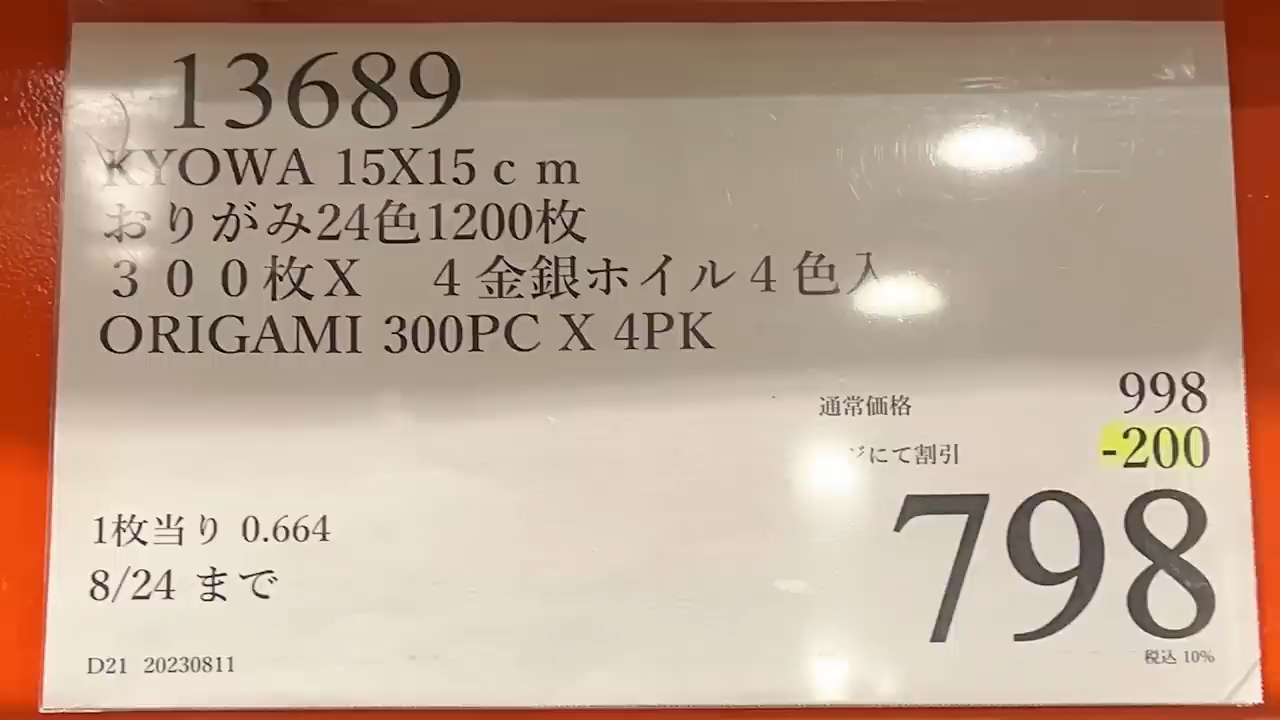 13689
KYOWA 15X15ｃｍ
おりがみ24色1200枚
３００枚X　４金銀ホイル４色入
ORIGAMI 300PC X 4PK
通常価格 998
ジにて割引 -200
798
税込 10%
1枚当り 0.664
8/24 まで
D21 20230811